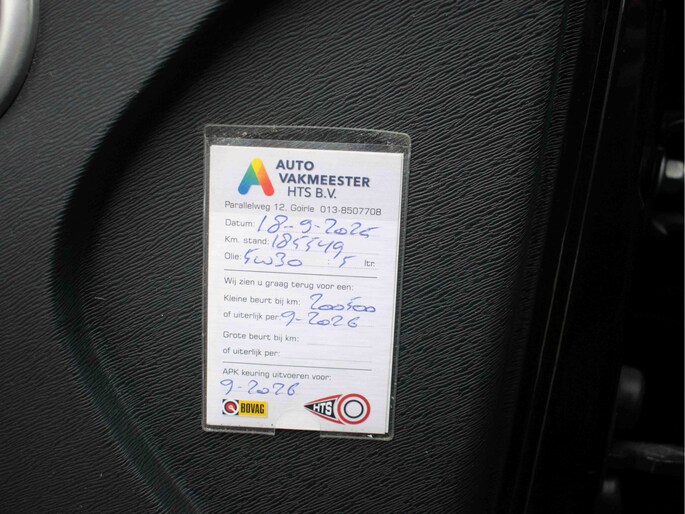 AUTO
VAKMEESTER
HTS B.V.
Parallelweg 12, Goirle 013-8507708
Datum: 18-9-2025
Km. stand: 185549
Olie: 5w30 : 5 ltr.
Wij zien u graag terug voor een:
Kleine beurt bij km: 200500
of uiterlijk per: 9-2026
Grote beurt bij km:
of uiterlijk per:
APK keuring uitvoeren voor:
9-2026
BOVAG HTS